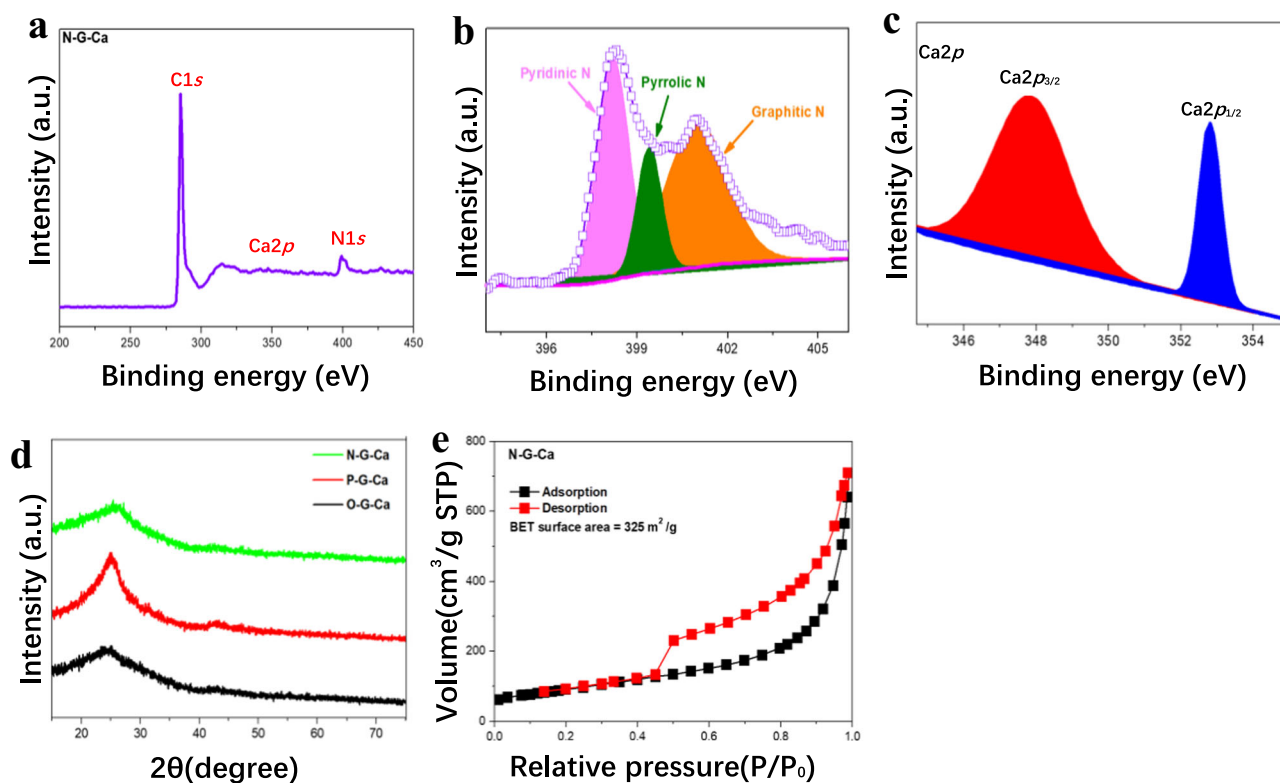 a
N-G-Ca
C1s
Ca2p
N1s
Intensity (a.u.)
200 250 300 350 400 450
Binding energy (eV)
b
Pyridinic N
Pyrrolic N
Graphitic N
Intensity (a.u.)
396 399 402 405
Binding energy (eV)
c
Ca2p
Ca2p3/2
Ca2p1/2
Intensity (a.u.)
346 348 350 352 354
Binding energy (eV)
d
N-G-Ca
P-G-Ca
O-G-Ca
Intensity (a.u.)
20 30 40 50 60 70
2θ(degree)
e
N-G-Ca
Adsorption
Desorption
BET surface area = 325 m²/g
Volume(cm³/g STP)
800
600
400
200
0
0.0 0.2 0.4 0.6 0.8 1.0
Relative pressure(P/P₀)